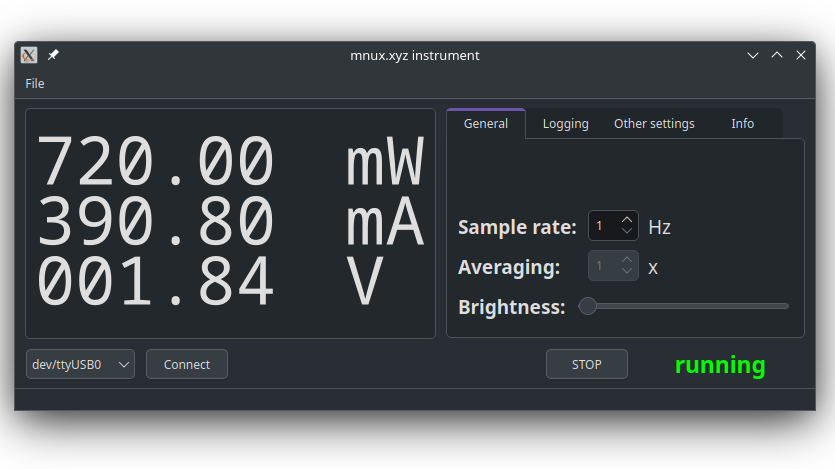 mnux.xyz instrument
File
720.00 mW
390.80 mA
001.84 V
General Logging Other settings Info
Sample rate: 1 Hz
Averaging: 1 x
Brightness:
dev/ttyUSB0 Connect STOP running